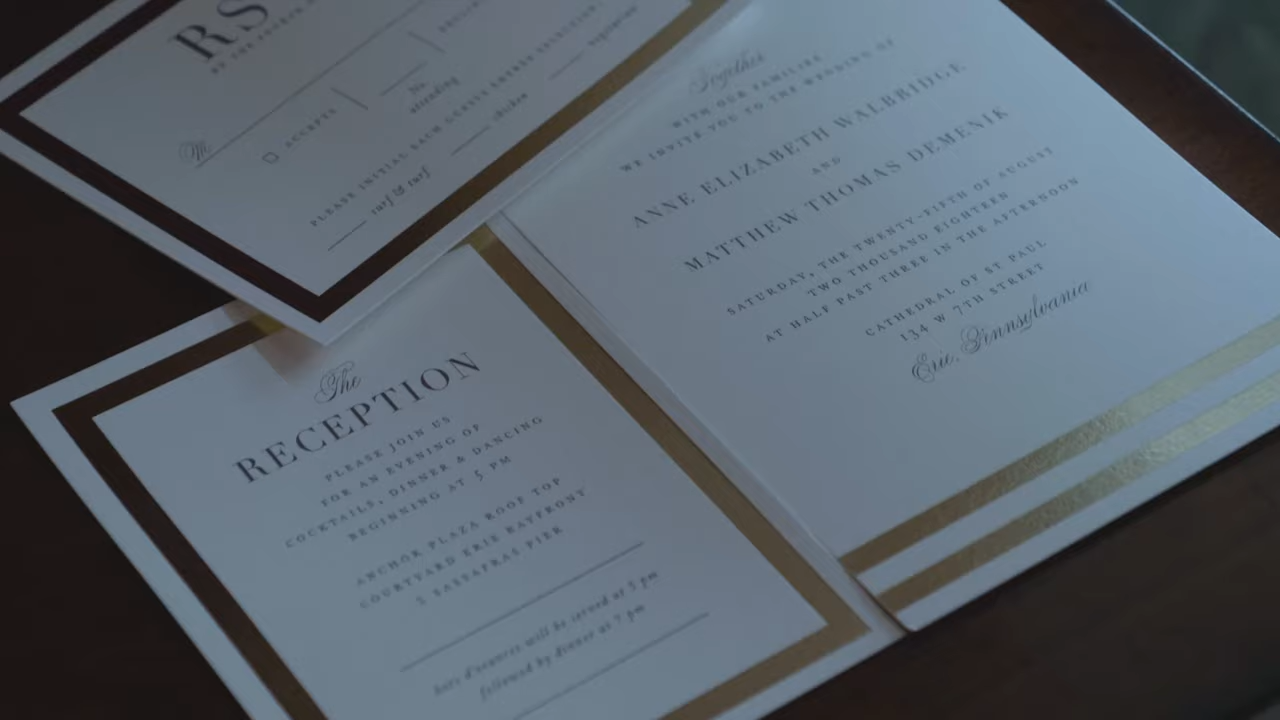 RS
M
ACCEPTS
No,
attending
PLEASE INITIAL EACH GUEST'S ENTRÉE SELECTION
surf & turf
chicken
vegetarian
Together
WITH OUR FAMILIES
WE INVITE YOU TO THE WEDDING OF
ANNE ELIZABETH WALBRIDGE
AND
MATTHEW THOMAS DEMENIK
SATURDAY, THE TWENTY-FIFTH OF AUGUST
TWO THOUSAND EIGHTEEN
AT HALF PAST THREE IN THE AFTERNOON
CATHEDRAL OF ST PAUL
134 W 7TH STREET
Erie, Pennsylvania
The
RECEPTION
PLEASE JOIN US
FOR AN EVENING OF
COCKTAILS, DINNER & DANCING
BEGINNING AT 5 PM
ANCHOR PLAZA ROOF TOP
COURTYARD ERIE BAYFRONT
2 SASSAFRAS PIER
hors d'oeuvres will be served at 5 pm
followed by dinner at 7 pm